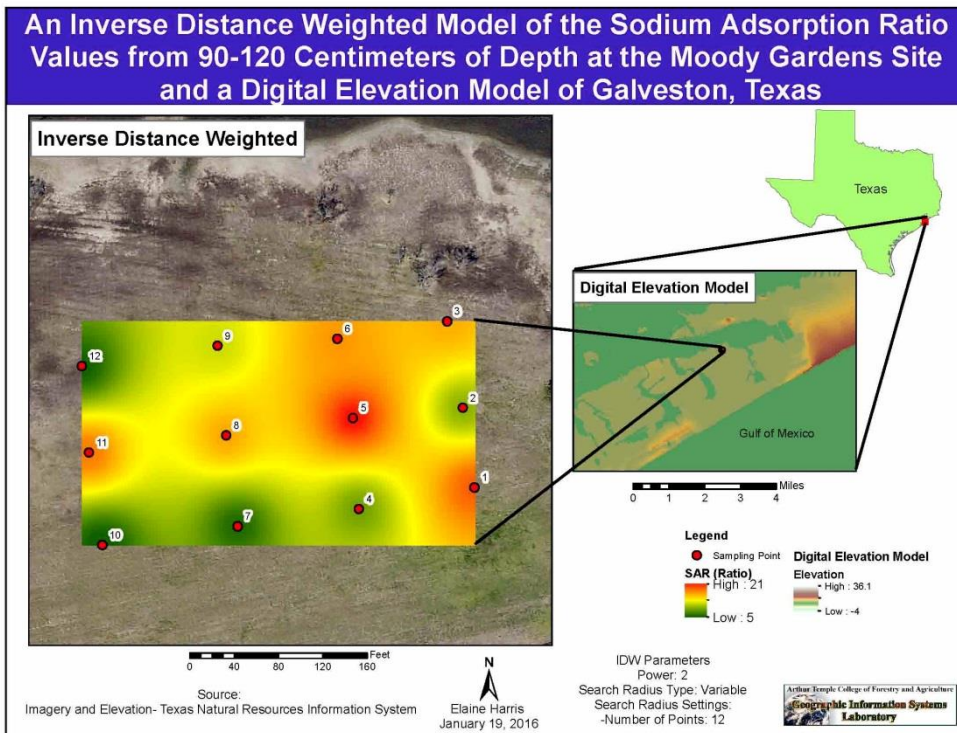 An Inverse Distance Weighted Model of the Sodium Adsorption Ratio
Values from 90-120 Centimeters of Depth at the Moody Gardens Site
and a Digital Elevation Model of Galveston, Texas
Inverse Distance Weighted
Texas
Digital Elevation Model
Gulf of Mexico
3
6
9
12
2
5
8
11
1
4
7
10
0 1 2 3 4 Miles
Legend
Sampling Point
SAR (Ratio)
High : 21
Low : 5
Digital Elevation Model
Elevation
High : 36.1
Low : -4
Feet
0 40 80 120 160
N
Source:
Imagery and Elevation- Texas Natural Resources Information System
Elaine Harris
January 19, 2016
IDW Parameters
Power: 2
Search Radius Type: Variable
Search Radius Settings:
-Number of Points: 12
Arthur Temple College of Forestry and Agriculture
Geographic Information Systems
Laboratory